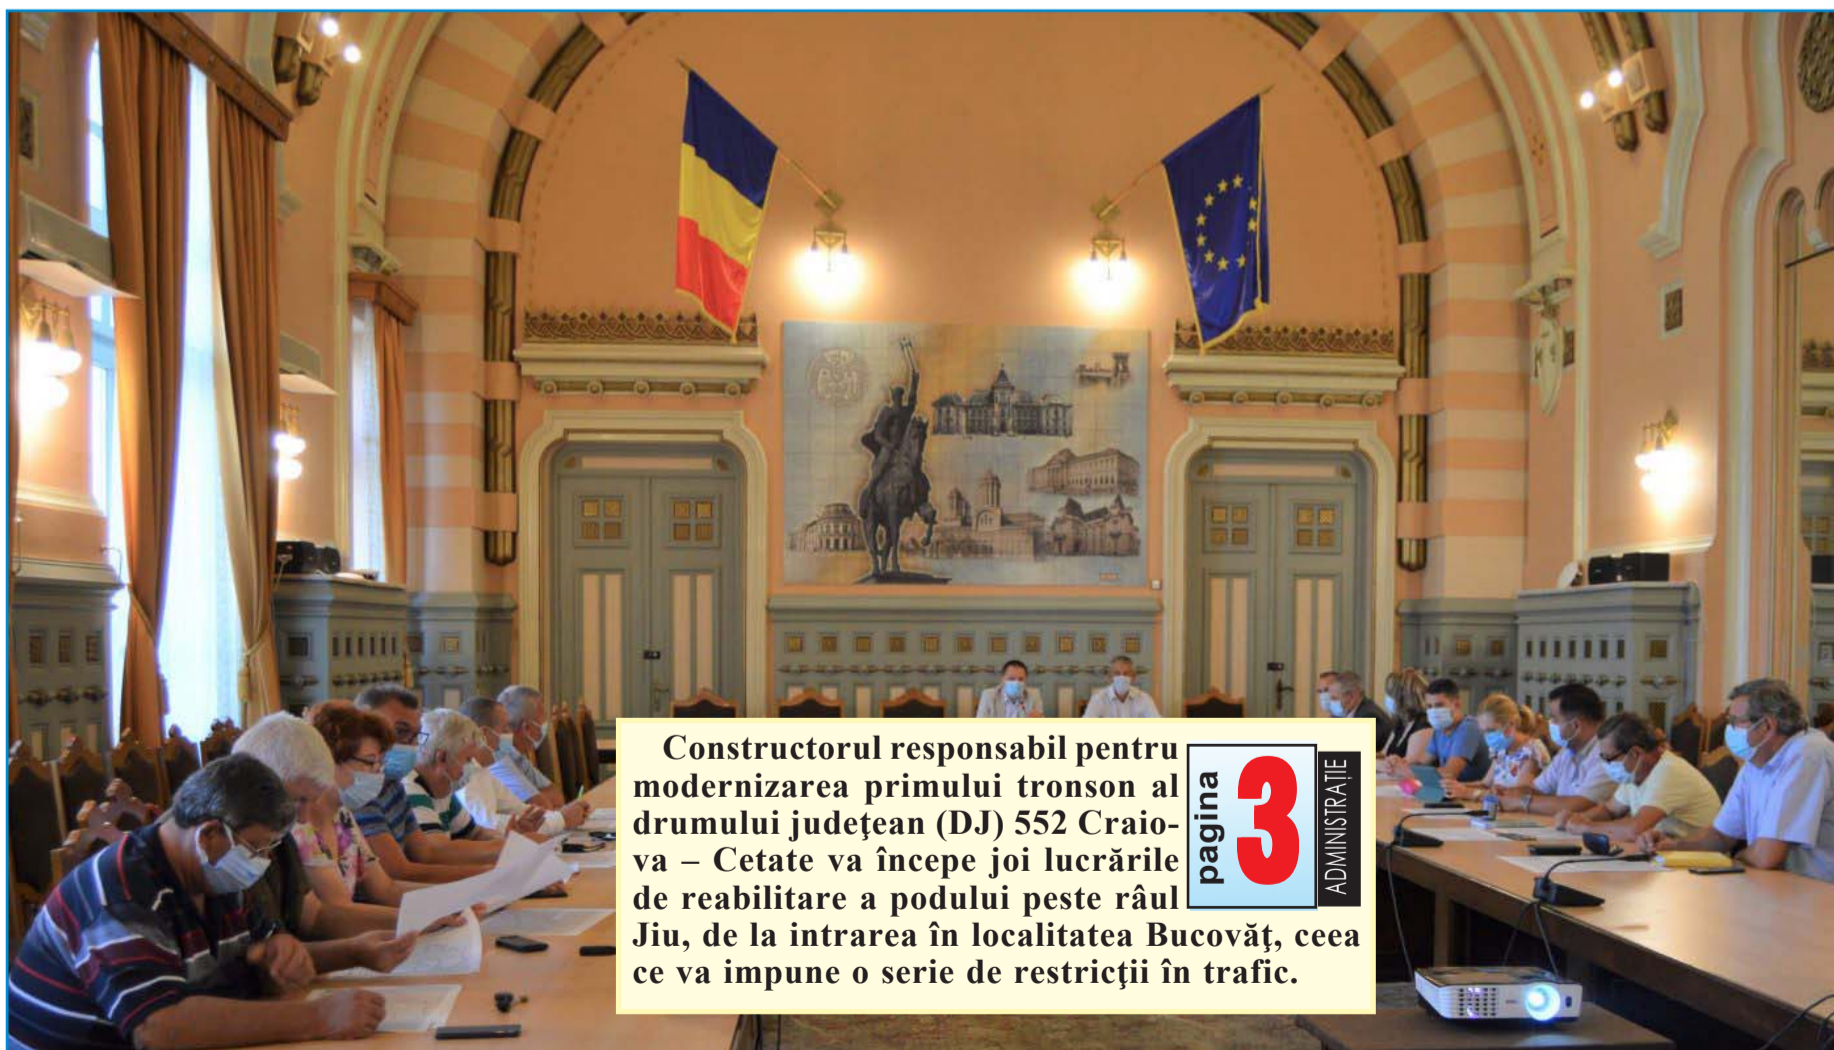 Constructorul responsabil pentru
modernizarea primului tronson al
drumului judeţean (DJ) 552 Craio-
va – Cetate va începe joi lucrările
de reabilitare a podului peste râul
Jiu, de la intrarea în localitatea Bucovăţ, ceea
ce va impune o serie de restricţii în trafic.
pagina
3
ADMINISTRAȚIE